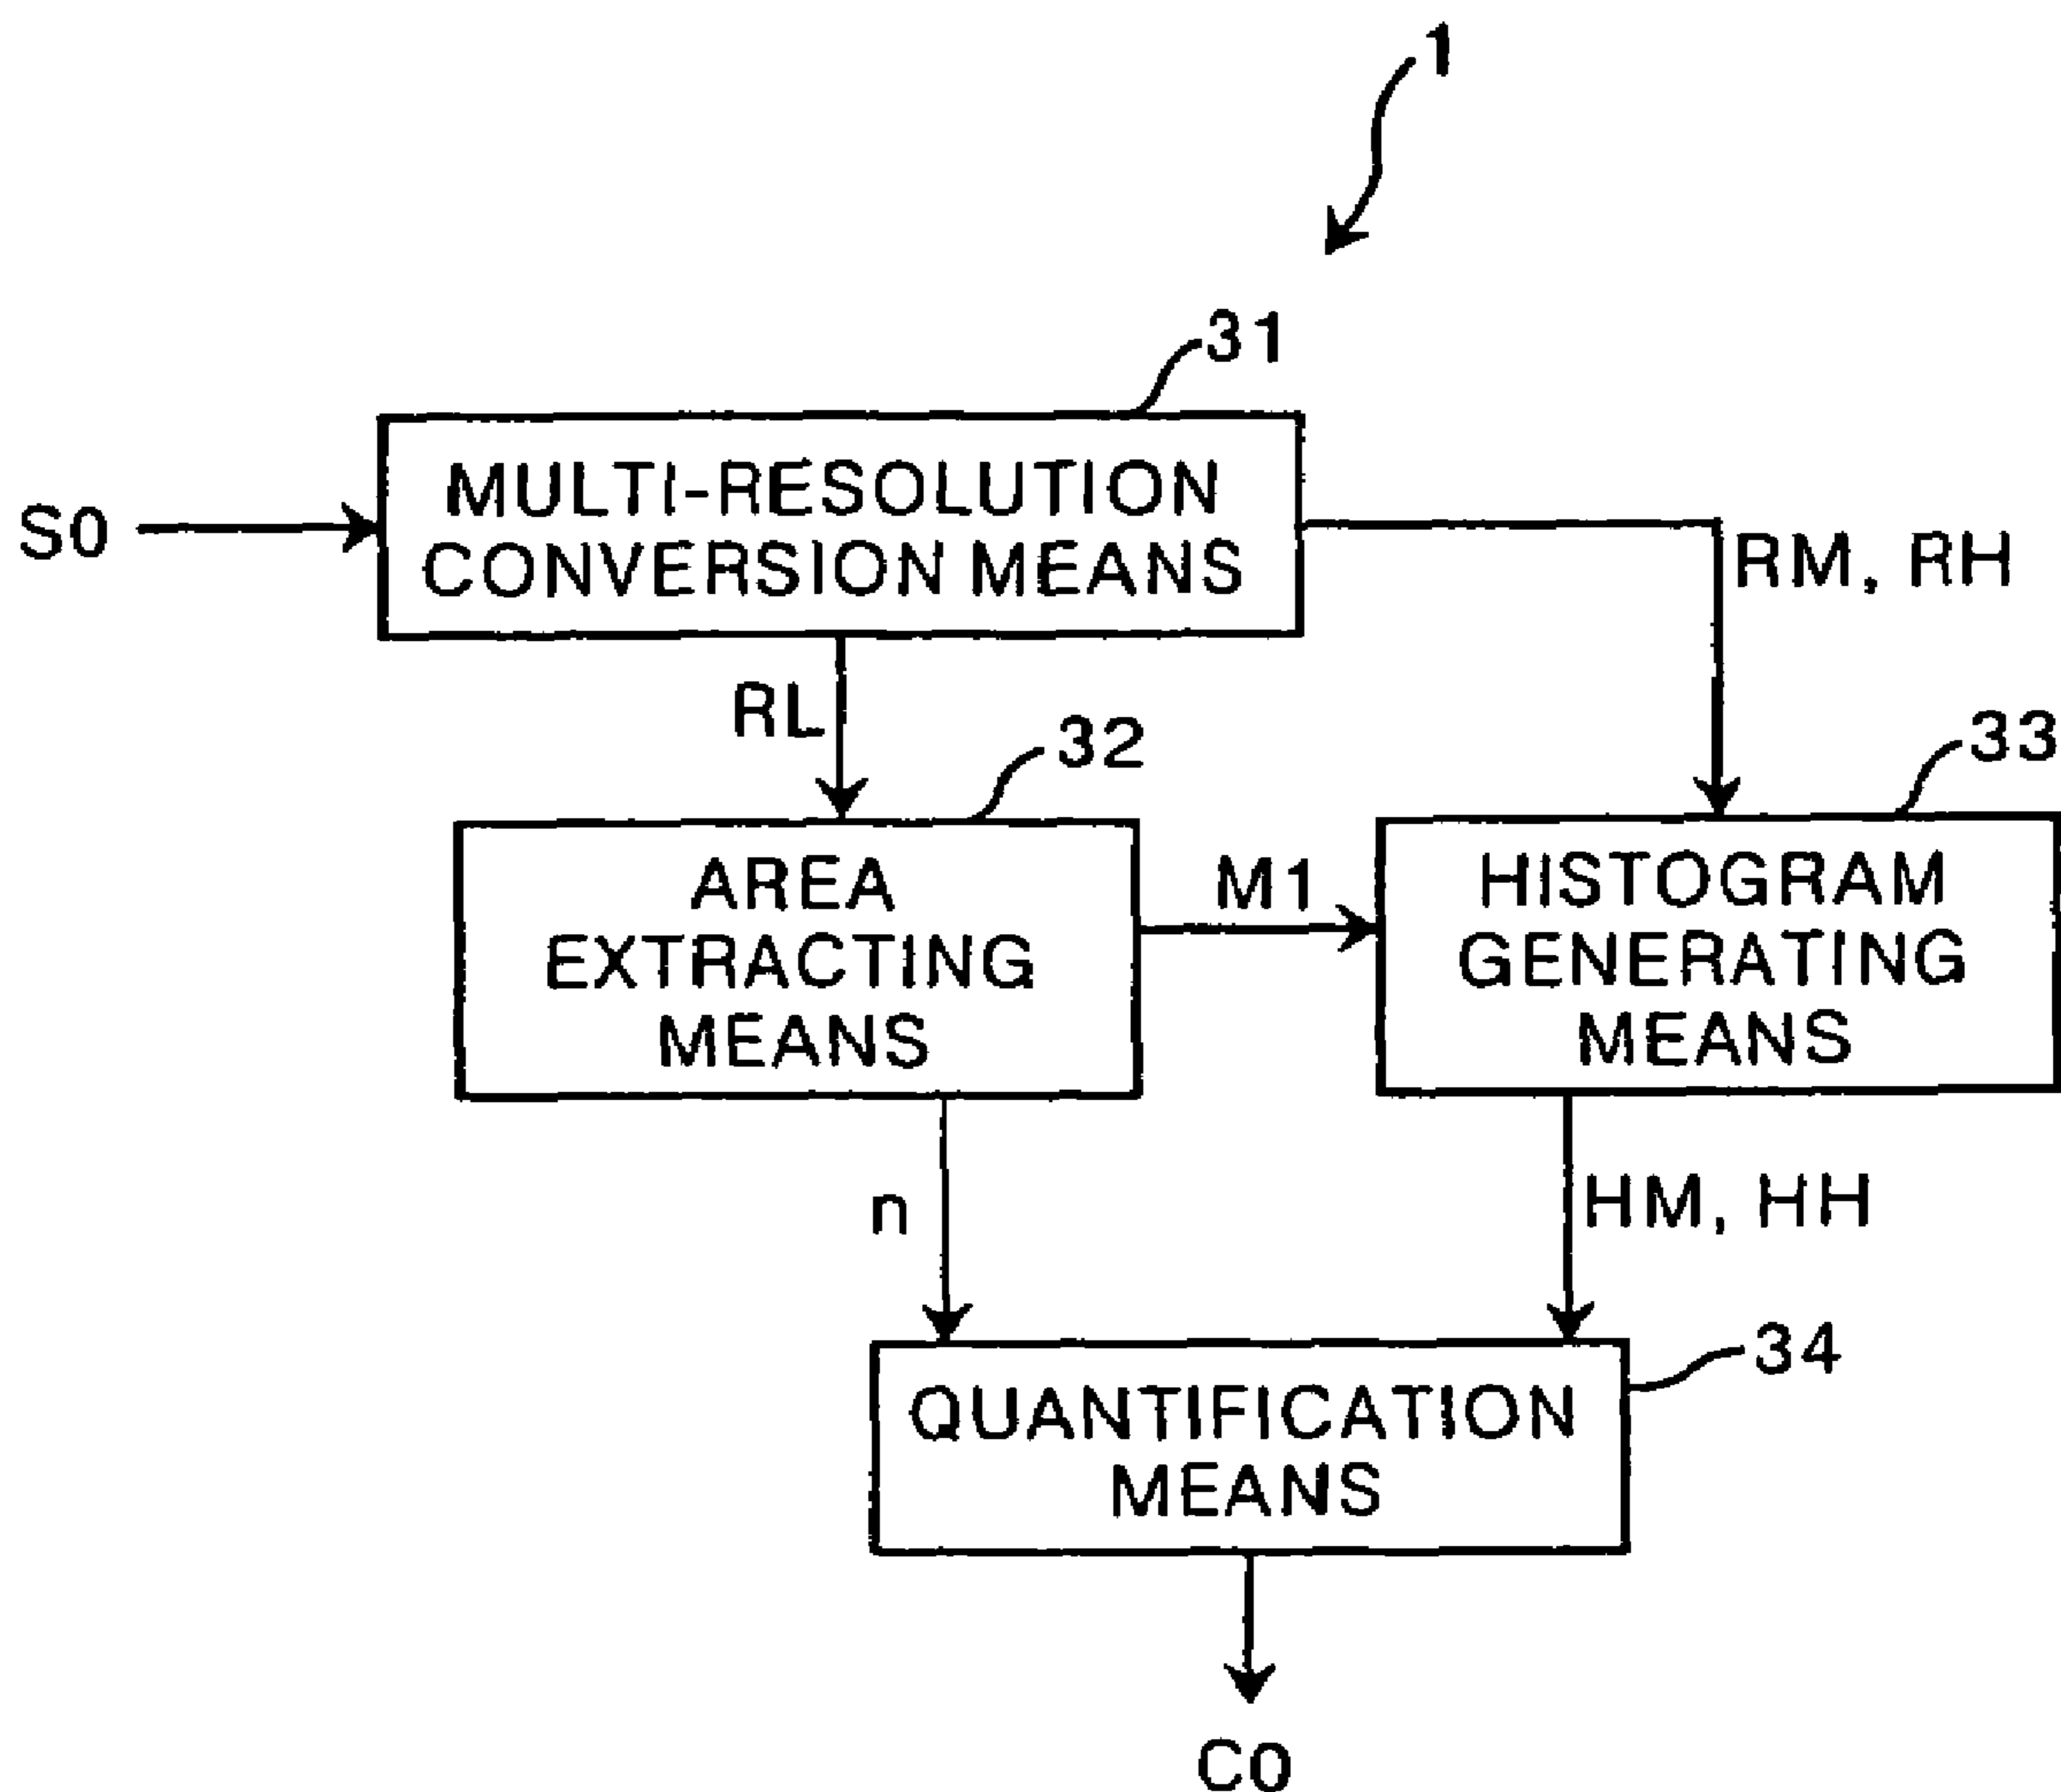 1
31
MULTI-RESOLUTION
CONVERSION MEANS
S0
RM, RH
RL
32
33
AREA
EXTRACTING
MEANS
M1
HISTOGRAM
GENERATING
MEANS
n
HM, HH
34
QUANTIFICATION
MEANS
C0